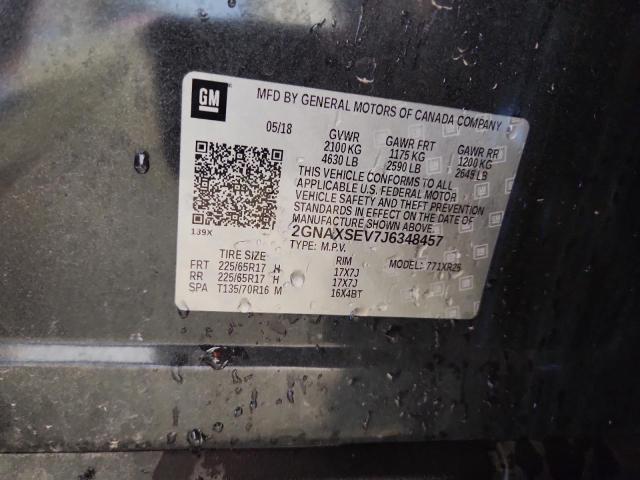 GM
MFD BY GENERAL MOTORS OF CANADA COMPANY
05/18 GVWR GAWR FRT GAWR RR
2100 KG 1175 KG 1200 KG
4630 LB 2590 LB 2645 LB
THIS VEHICLE CONFORMS TO ALL
APPLICABLE U.S. FEDERAL MOTOR
VEHICLE SAFETY AND THEFT PREVENTION
STANDARDS IN EFFECT ON THE DATE OF
MANUFACTURE SHOWN ABOVE.
139X 2GNAXSEV7J6348457
TYPE: M.P.V. MODEL: 771XR26
TIRE SIZE RIM
FRT 225/65R17 H 17X7J
RR 225/65R17 H 17X7J
SPA T135/70R16 M 16X4BT